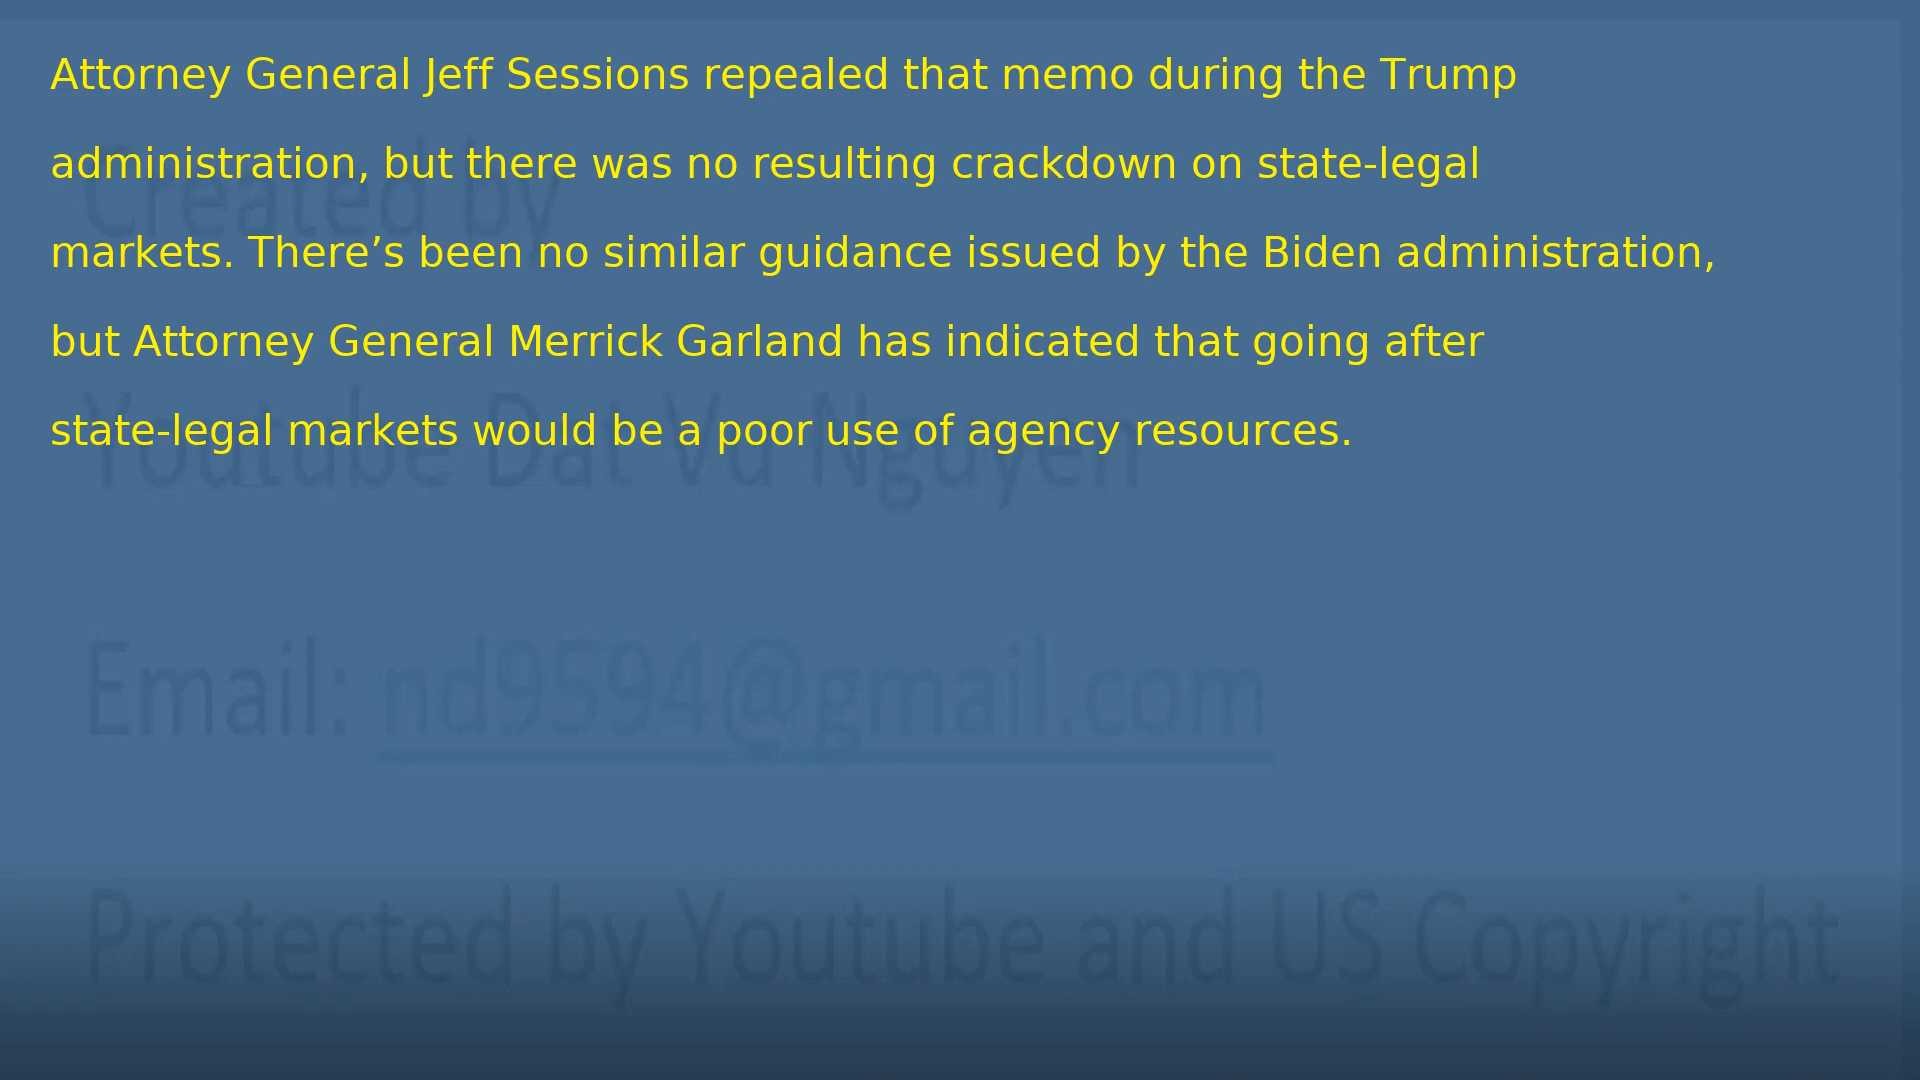 Attorney General Jeff Sessions repealed that memo during the Trump
administration, but there was no resulting crackdown on state-legal
Created by
markets. There’s been no similar guidance issued by the Biden administration,
but Attorney General Merrick Garland has indicated that going after
state-legal markets would be a poor use of agency resources.
Youtube Dat Vu Nguyen
Email: nd9594@gmail.com
Protected by Youtube and US Copyright